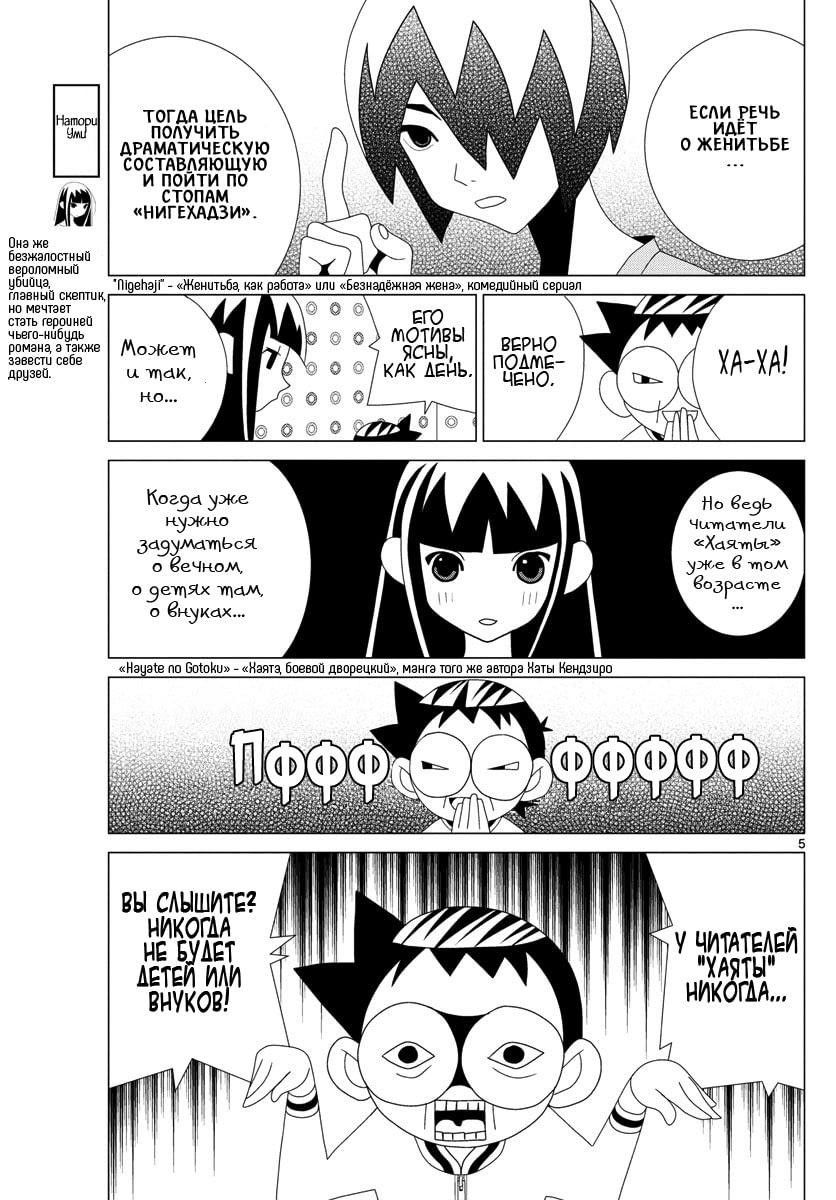 Натори
Уми
Она же
безжалостный
вероломный
убийца,
главный скептик,
но мечтает
стать героиней
чьего-нибудь
романа, а также
завести себе
друзей.
ЕСЛИ РЕЧЬ
ИДЁТ
О ЖЕНИТЬБЕ
...
ТОГДА ЦЕЛЬ
ПОЛУЧИТЬ
ДРАМАТИЧЕСКУЮ
СОСТАВЛЯЮЩУЮ
И ПОЙТИ ПО
СТОПАМ
«НИГЕХАДЗИ».
"Nigehaji" - «Женитьба, как работа» или «Безнадёжная жена», комедийный сериал
ХА-ХА!
ВЕРНО
ПОДМЕ-
ЧЕНО.
ЕГО
МОТИВЫ
ЯСНЫ,
КАК ДЕНЬ.
Может
и так,
но...
Но ведь
читатели
«Хаяты»
уже в том
возрасте
...
Когда уже
нужно
задуматься
о вечном,
о детях там,
о внуках...
«Hayate no Gotoku» - «Хаятэ, боевой дворецкий», манга того же автора Хаты Кендзиро
Пффф
ффффф
5
У ЧИТАТЕЛЕЙ
"ХАЯТЫ"
НИКОГДА...
ВЫ СЛЫШИТЕ?
НИКОГДА
НЕ БУДЕТ
ДЕТЕЙ ИЛИ
ВНУКОВ!